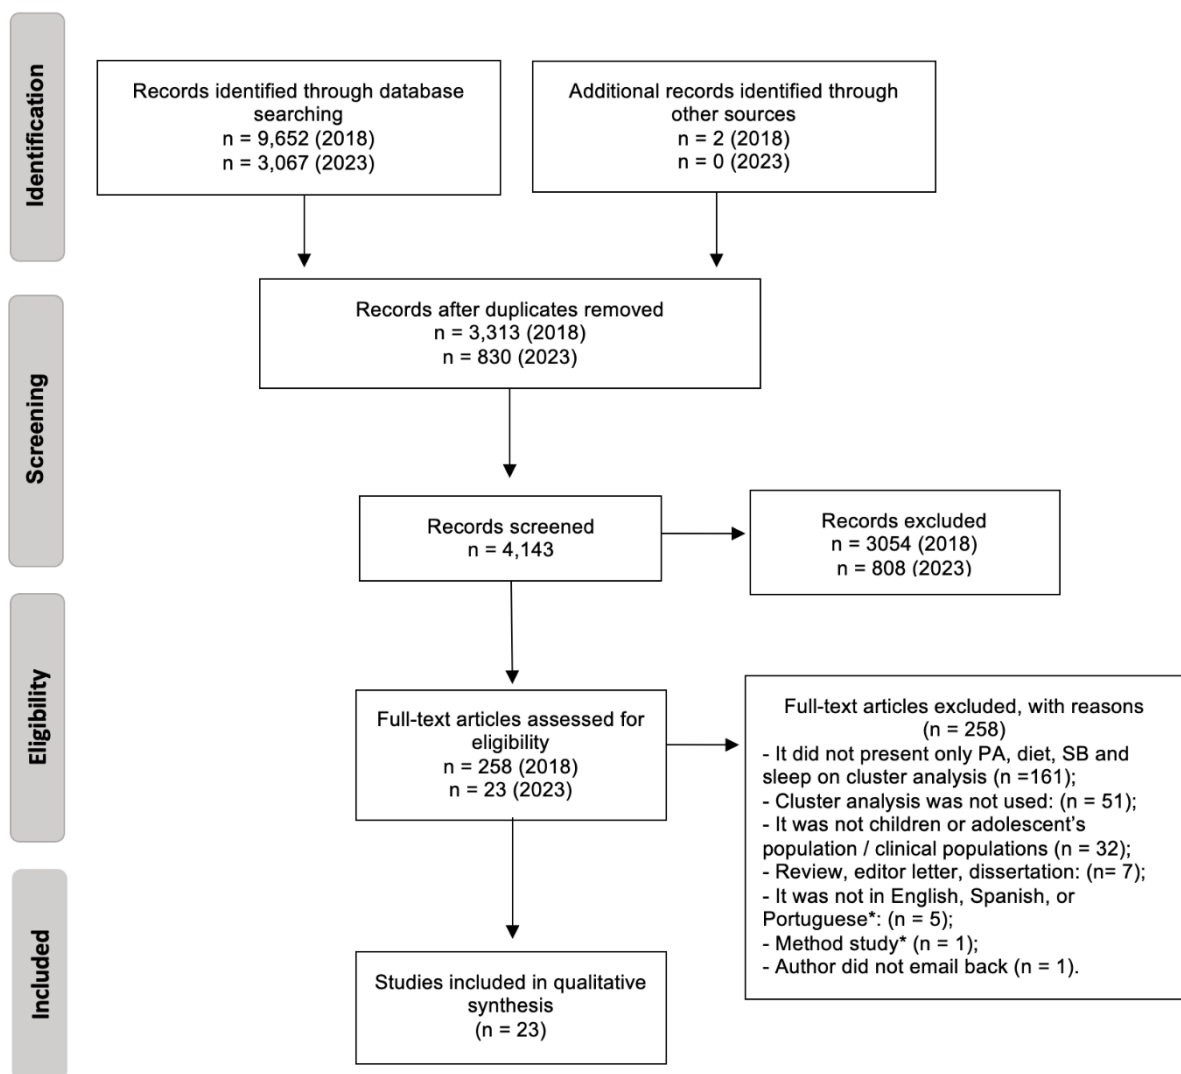 Identification
Records identified through database
searching
n = 9,652 (2018)
n = 3,067 (2023)
Additional records identified through
other sources
n = 2 (2018)
n = 0 (2023)
Screening
Records after duplicates removed
n = 3,313 (2018)
n = 830 (2023)
Records screened
n = 4,143
Records excluded
n = 3054 (2018)
n = 808 (2023)
Eligibility
Full-text articles assessed for
eligibility
n = 258 (2018)
n = 23 (2023)
Full-text articles excluded, with reasons
(n = 258)
- It did not present only PA, diet, SB and
sleep on cluster analysis (n =161);
- Cluster analysis was not used: (n = 51);
- It was not children or adolescent's
population / clinical populations (n = 32);
- Review, editor letter, dissertation: (n= 7);
- It was not in English, Spanish, or
Portuguese*: (n = 5);
- Method study* (n = 1);
- Author did not email back (n = 1).
Included
Studies included in qualitative
synthesis
(n = 23)